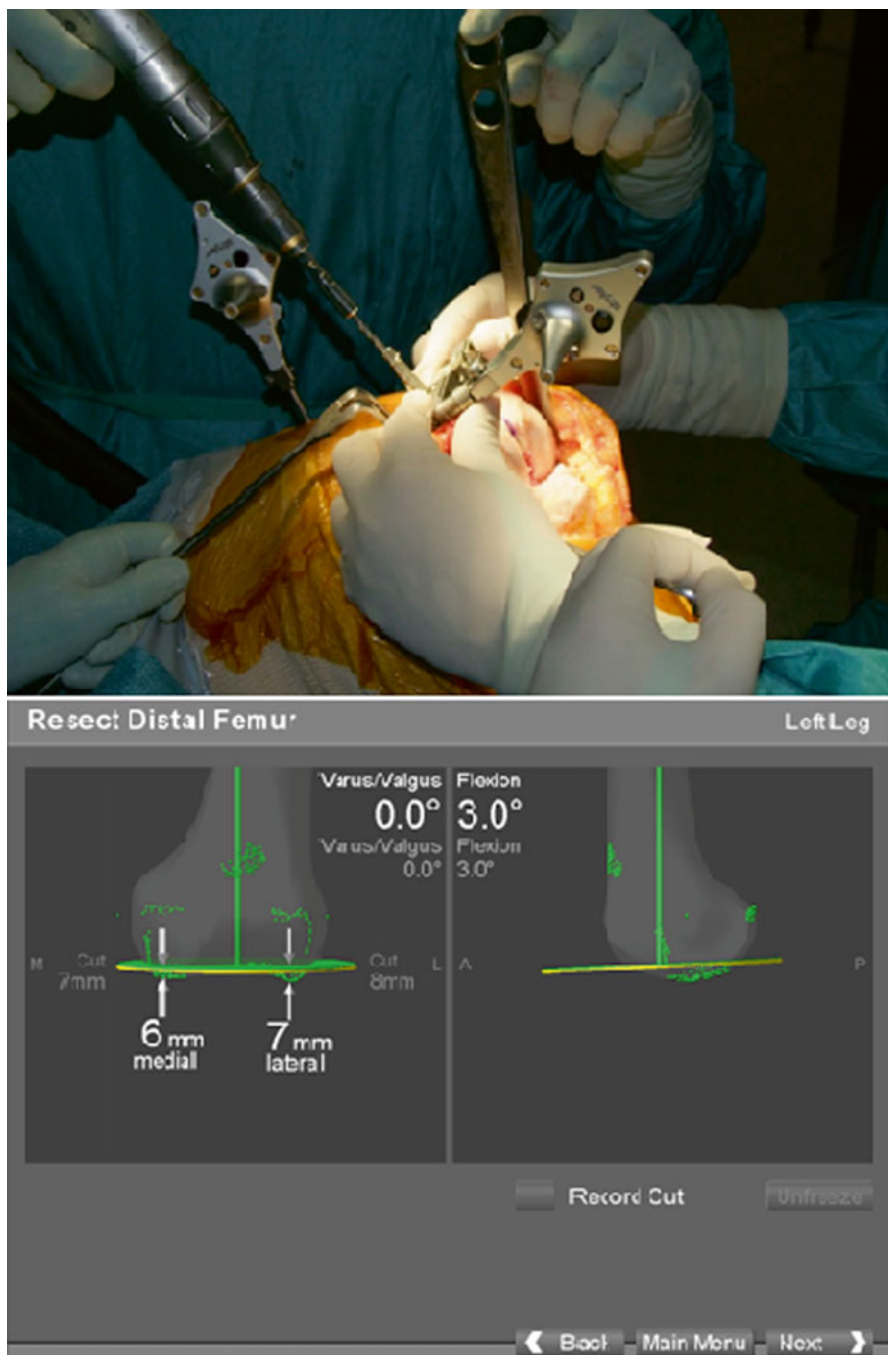 Resect Distal Femur
Left Leg
Varus/Valgus
0.0°
Varus/Valgus
0.0°
Flexion
3.0°
Flexion
3.0°
M
Cut
7mm
Cut
8mm
L
A
P
6 mm
medial
7 mm
lateral
Record Cut
Unfreeze
Back
Main Menu
Next